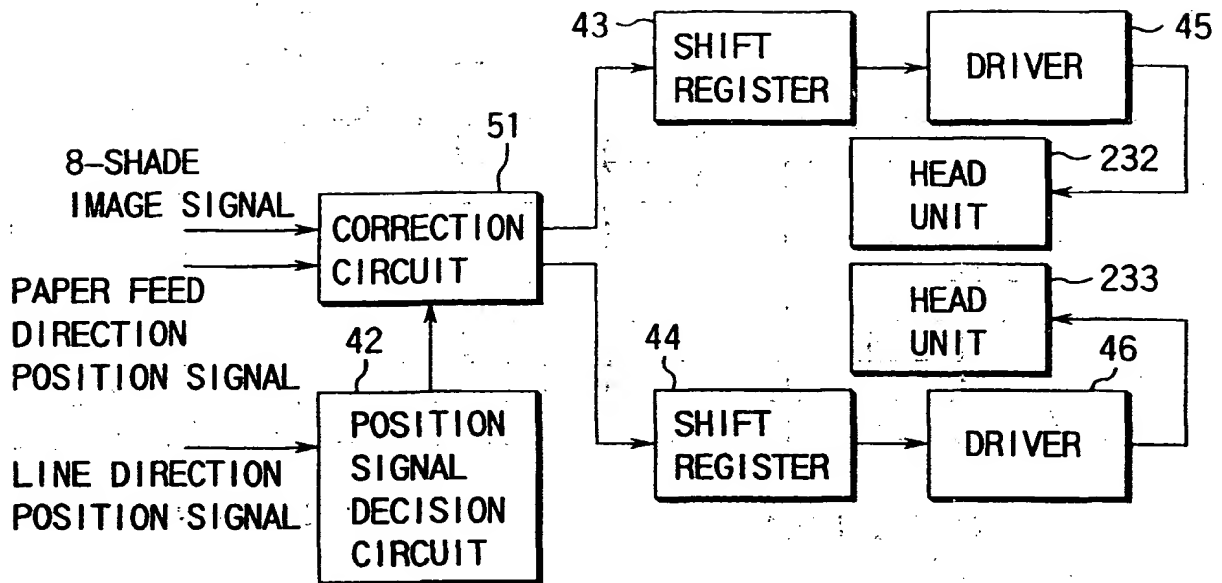 43
SHIFT
REGISTER
45
DRIVER
51
8-SHADE
IMAGE SIGNAL
CORRECTION
CIRCUIT
232
HEAD
UNIT
PAPER FEED
DIRECTION
POSITION SIGNAL
233
HEAD
UNIT
42
POSITION
SIGNAL
DECISION
CIRCUIT
44
SHIFT
REGISTER
46
DRIVER
LINE DIRECTION
POSITION SIGNAL